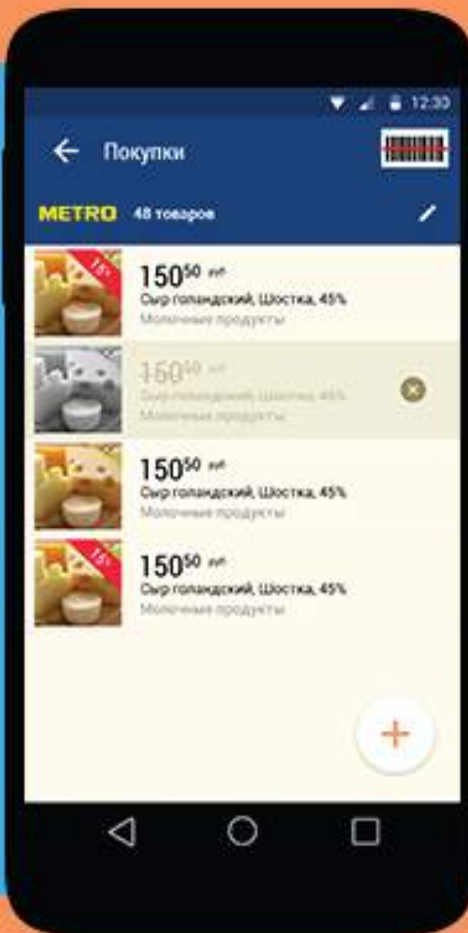 12:30
Покупки
METRO 48 товаров
15%
150⁵⁰ руб
Сыр голандский, Шостка, 45%
Молочные продукты
150⁵⁰ руб
Сыр голандский, Шостка, 45%
Молочные продукты
150⁵⁰ руб
Сыр голандский, Шостка, 45%
Молочные продукты
15%
150⁵⁰ руб
Сыр голандский, Шостка, 45%
Молочные продукты